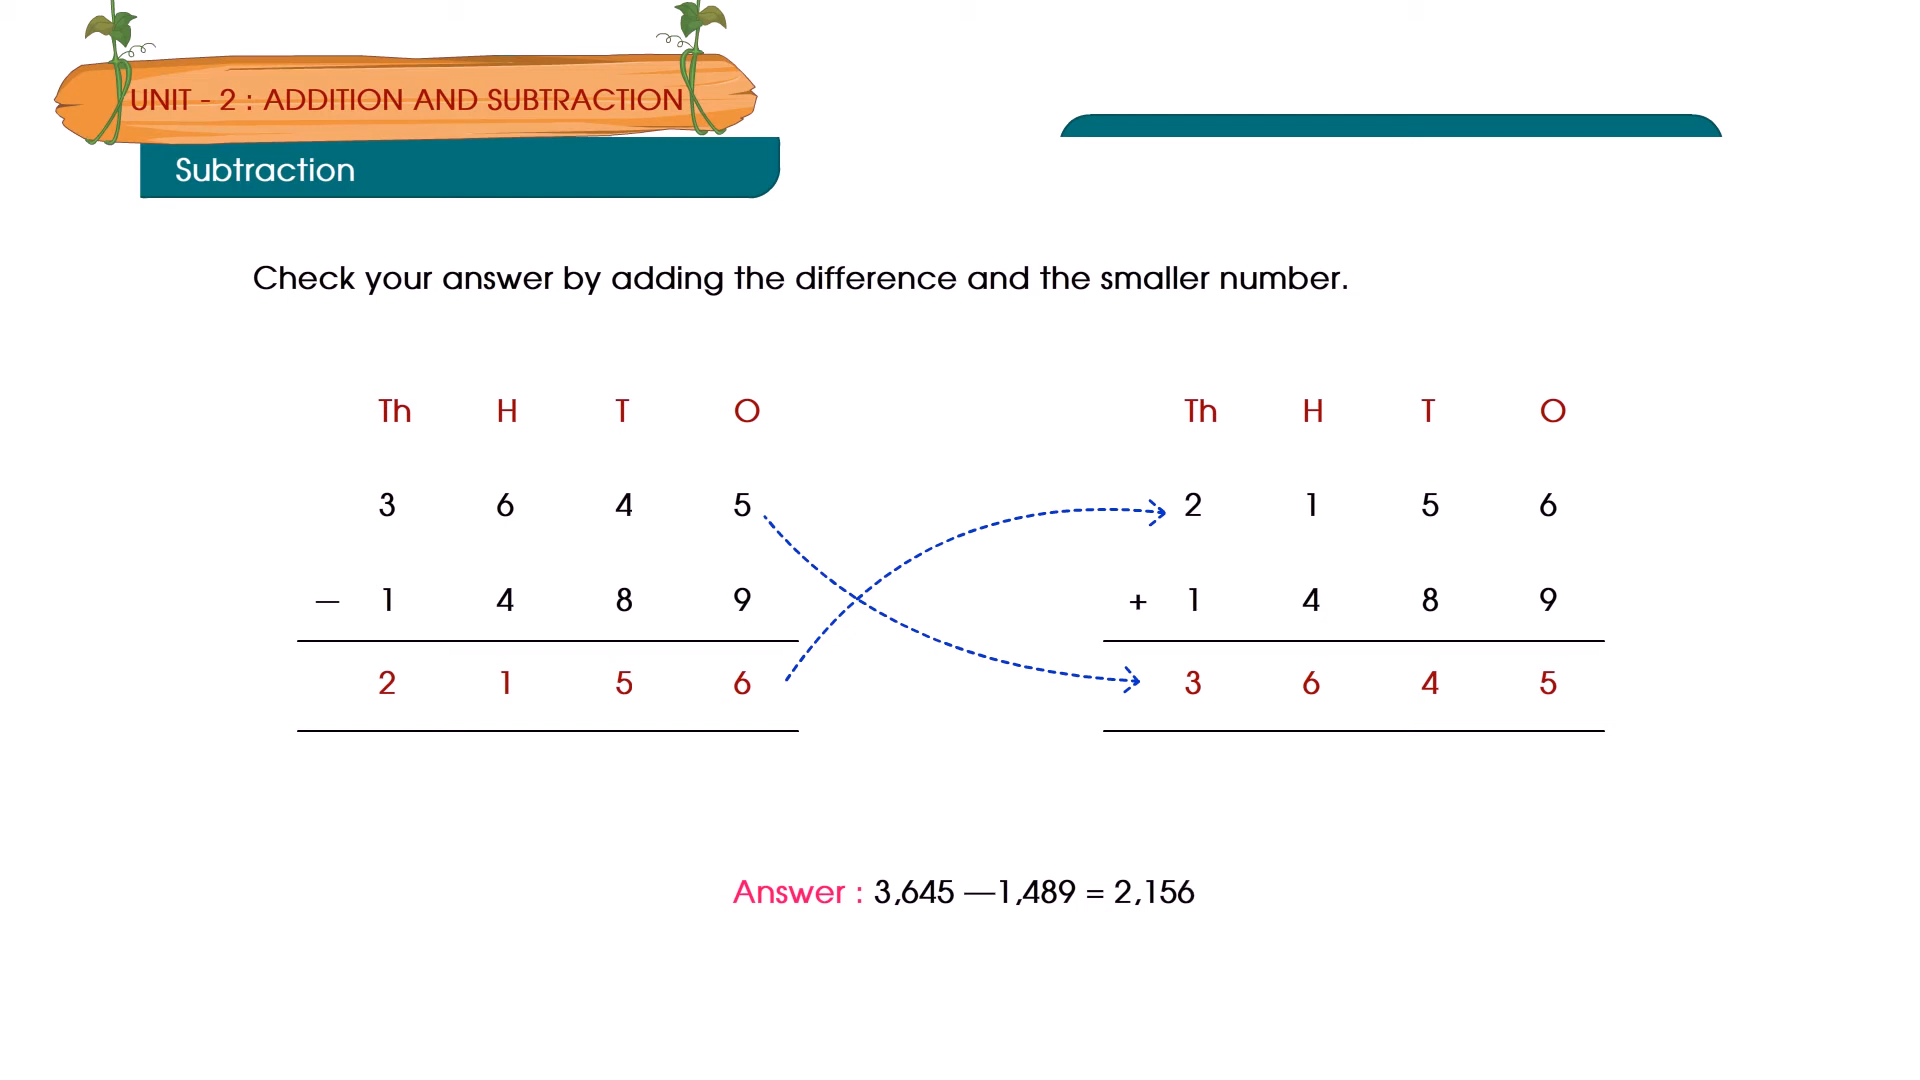 UNIT - 2 : ADDITION AND SUBTRACTION
Subtraction
Check your answer by adding the difference and the smaller number.
Th H T O
3 6 4 5
— 1 4 8 9
2 1 5 6
Th H T O
2 1 5 6
+ 1 4 8 9
3 6 4 5
Answer : 3,645 —1,489 = 2,156